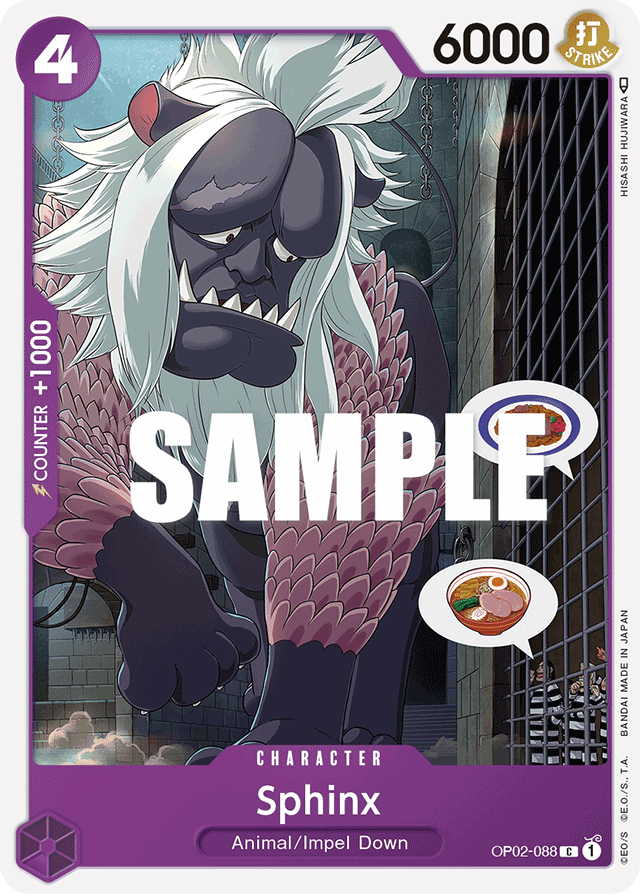 4
6000
打
STRIKE
HISASHI HUJIWARA
COUNTER +1000
SAMPLE
CHARACTER
Sphinx
Animal/Impel Down
OP02-088 C 1
©EO/S ©E.O./S., T.A. BANDAI MADE IN JAPAN